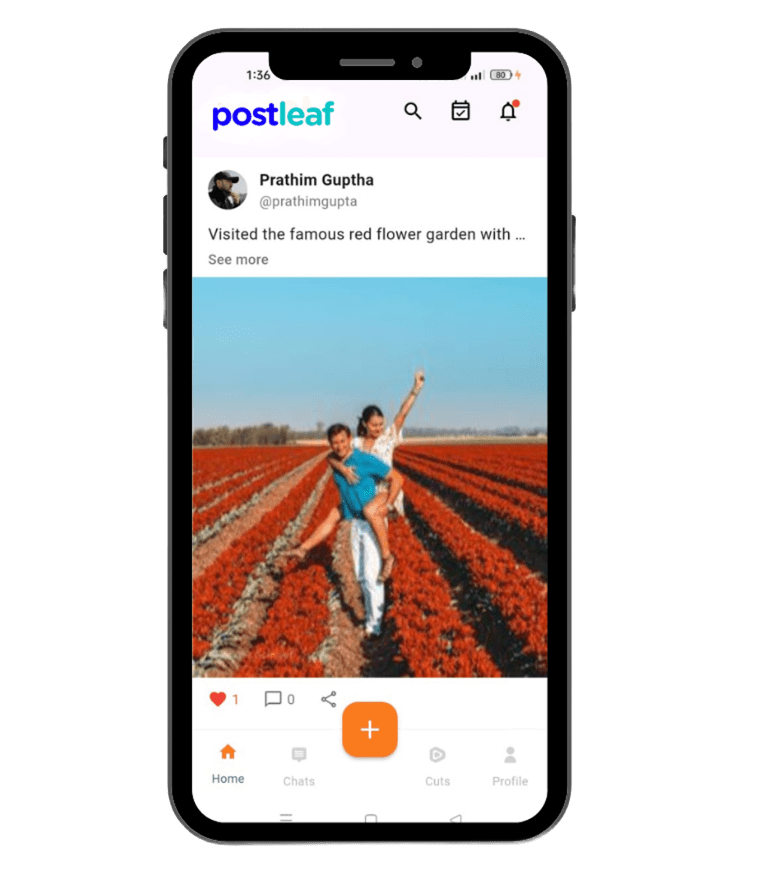 1:36
80
postleaf
Prathim Guptha
@prathimgupta
Visited the famous red flower garden with ...
See more
1
0
Home
Chats
Cuts
Profile